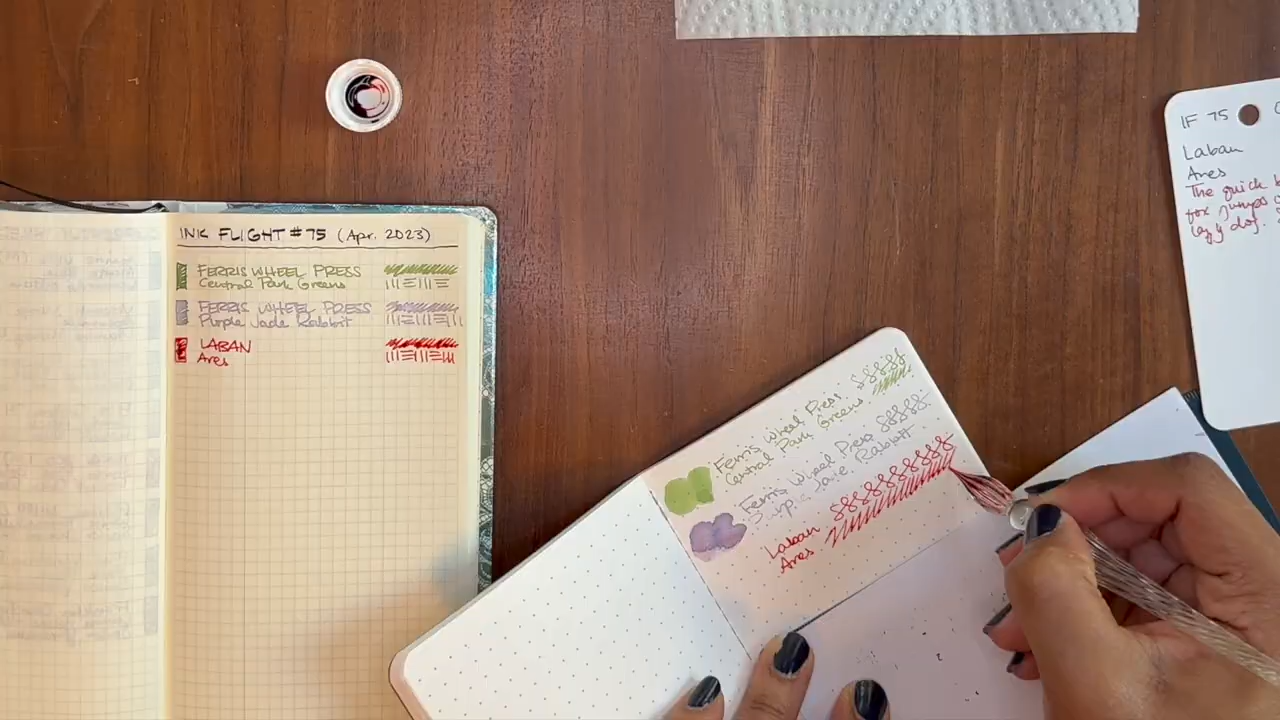 INK FLIGHT #75 (Apr. 2023)
FERRIS WHEEL PRESS
Central Park Greens
FERRIS WHEEL PRESS
Purple Jade Rabbit
LABAN
Ares
Ferris Wheel Press
Central Park Greens
Ferris Wheel Press
Jade Rabbit
Laban
Ares
IF 75
Laban
Ares
The quick
fox jumps
lazy dog.